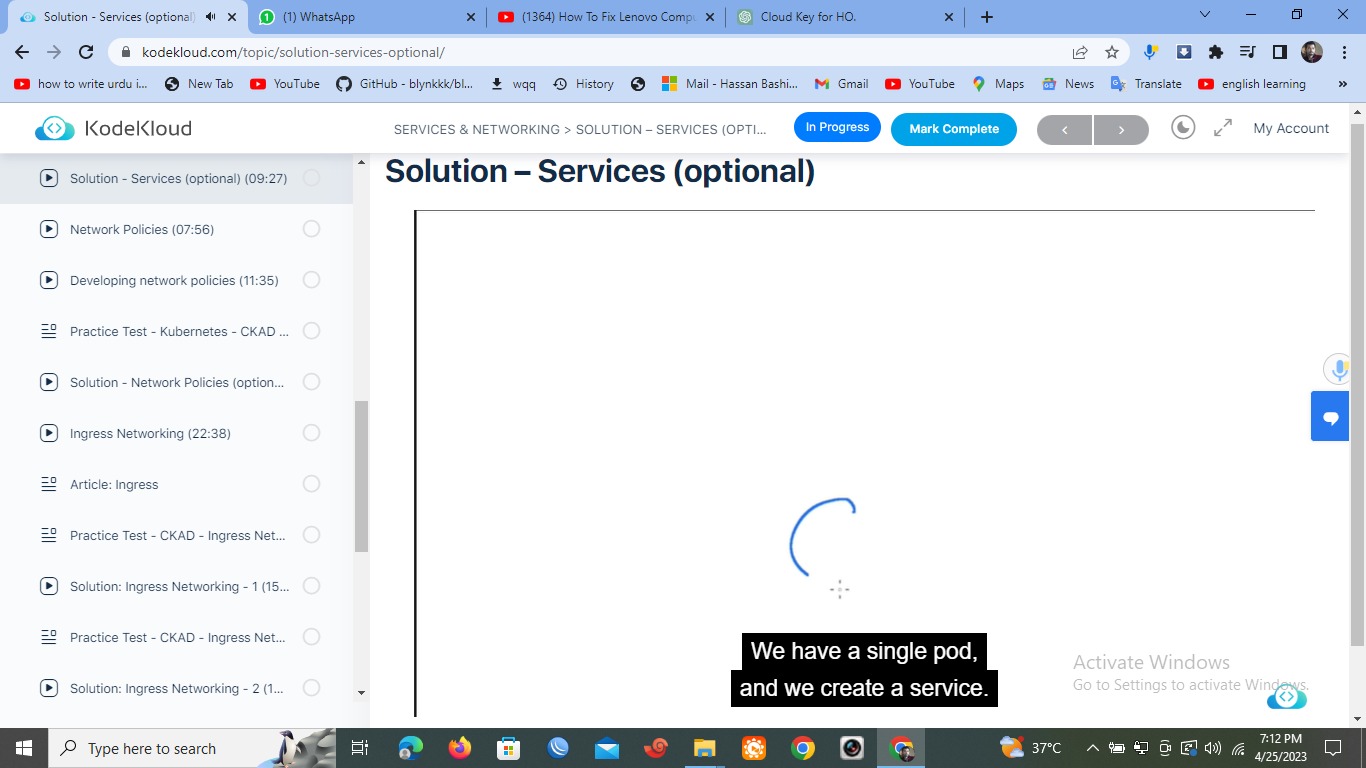 Solution - Services (optional)
(1) WhatsApp
(1364) How To Fix Lenovo Compu
Cloud Key for HO.
kodekloud.com/topic/solution-services-optional/
how to write urdu i...
New Tab
YouTube
GitHub - blynkkk/bl...
wqq
History
Mail - Hassan Bashi...
Gmail
YouTube
Maps
News
Translate
english learning
»
KodeKloud
SERVICES & NETWORKING > SOLUTION – SERVICES (OPTI...
In Progress
Mark Complete
My Account
Solution - Services (optional) (09:27)
Network Policies (07:56)
Developing network policies (11:35)
Practice Test - Kubernetes - CKAD ...
Solution - Network Policies (option...
Ingress Networking (22:38)
Article: Ingress
Practice Test - CKAD - Ingress Net...
Solution: Ingress Networking - 1 (15...
Practice Test - CKAD - Ingress Net...
Solution: Ingress Networking - 2 (1...
Solution – Services (optional)
We have a single pod,
and we create a service.
Activate Windows
Go to Settings to activate Windows.
Type here to search
37°C
7:12 PM
4/25/2023